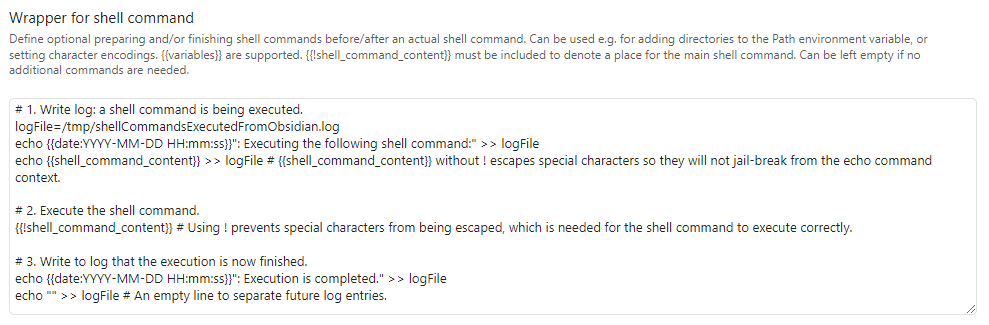 Wrapper for shell command
Define optional preparing and/or finishing shell commands before/after an actual shell command. Can be used e.g. for adding directories to the Path environment variable, or
setting character encodings. {{variables}} are supported. {{!shell_command_content}} must be included to denote a place for the main shell command. Can be left empty if no
additional commands are needed.
# 1. Write log: a shell command is being executed.
logFile=/tmp/shellCommandsExecutedFromObsidian.log
echo {{date:YYYY-MM-DD HH:mm:ss}}": Executing the following shell command:" >> logFile
echo {{shell_command_content}} >> logFile # {{shell_command_content}} without ! escapes special characters so they will not jail-break from the echo command
context.

# 2. Execute the shell command.
{{!shell_command_content}} # Using ! prevents special characters from being escaped, which is needed for the shell command to execute correctly.

# 3. Write to log that the execution is now finished.
echo {{date:YYYY-MM-DD HH:mm:ss}}": Execution is completed." >> logFile
echo "" >> logFile # An empty line to separate future log entries.